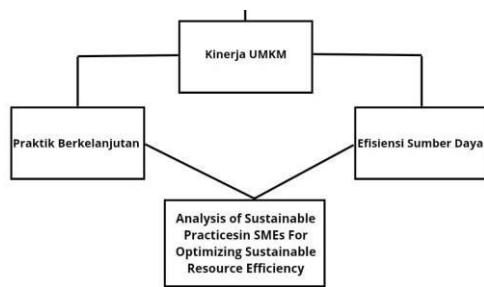 Kinerja UMKM
Praktik Berkelanjutan
Efisiensi Sumber Daya
Analysis of Sustainable
Practicesin SMEs For
Optimizing Sustainable
Resource Efficiency